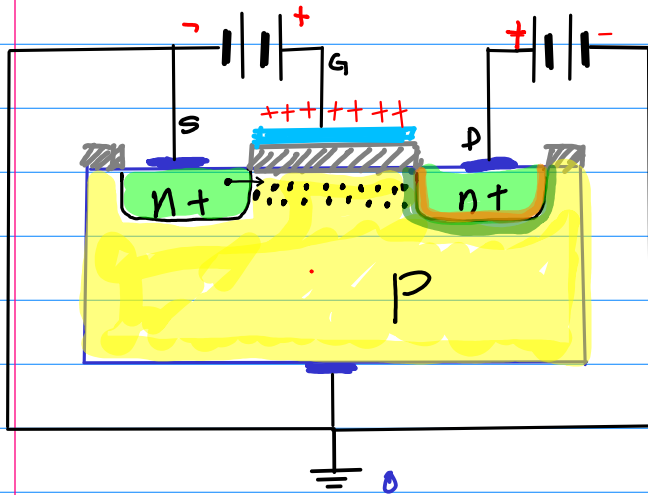 - + + -
G
+ + + + + + +
S D
n+ n+
P
0